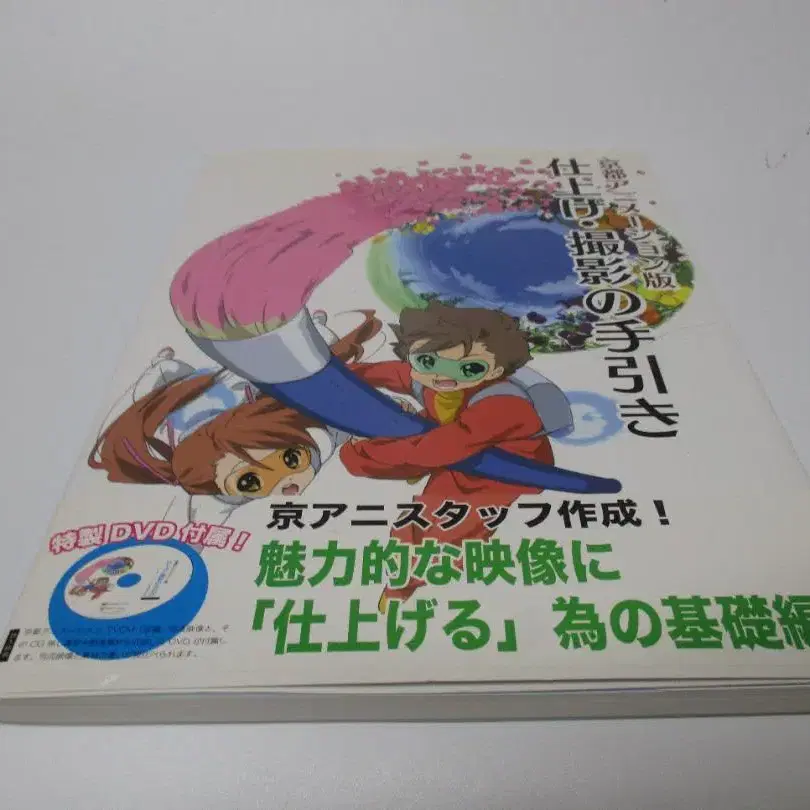 京都アニメーション版
仕上げ・撮影の手引き
京アニスタッフ作成！
魅力的な映像に
「仕上げる」為の基礎編
特製DVD付属！
ます。